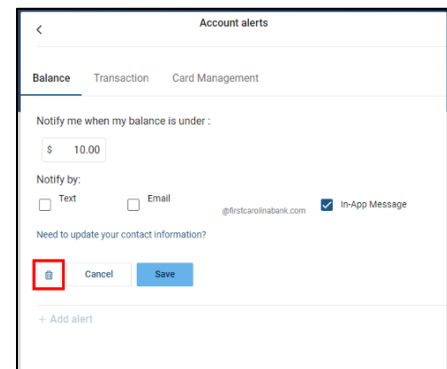 Account alerts
Balance Transaction Card Management
Notify me when my balance is under :
$ 10.00
Notify by:
Text Email @firstcarolinabank.com In-App Message
Need to update your contact information?
Cancel Save
+ Add alert